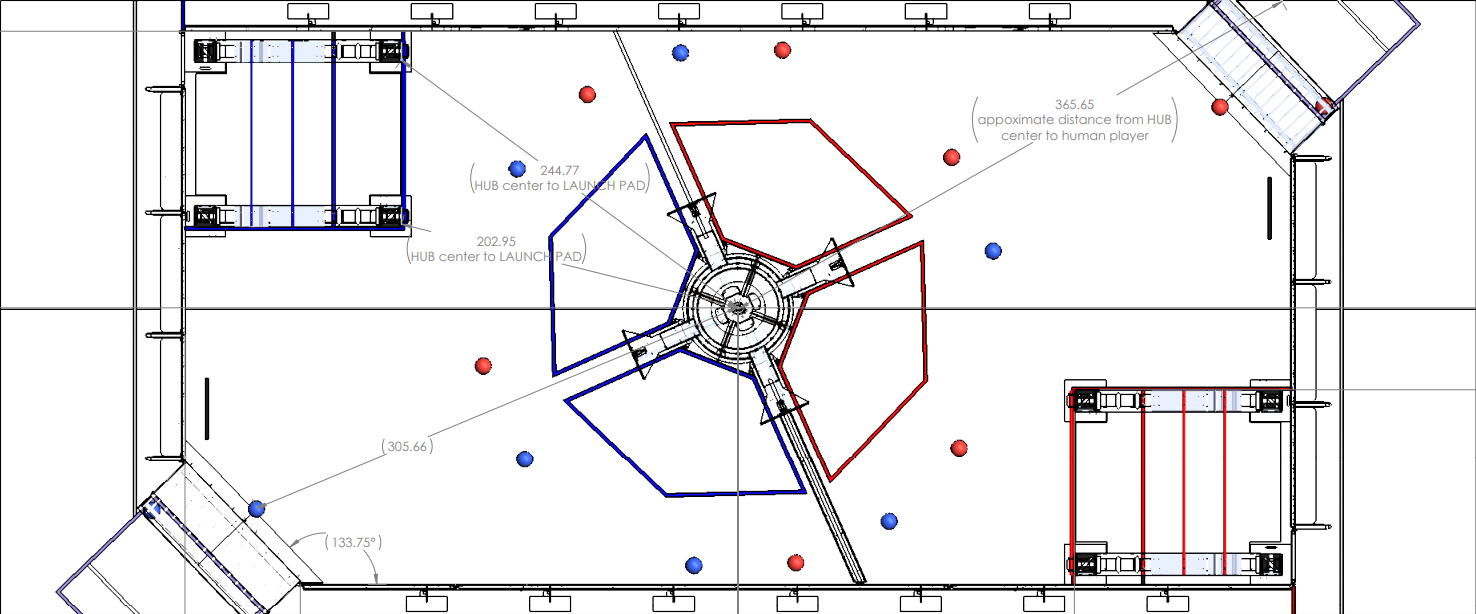 365.65
appoximate distance from HUB
center to human player
244.77
(HUB center to LAUNCH PAD)
202.95
(HUB center to LAUNCH PAD)
(305.66)
(133.75°)